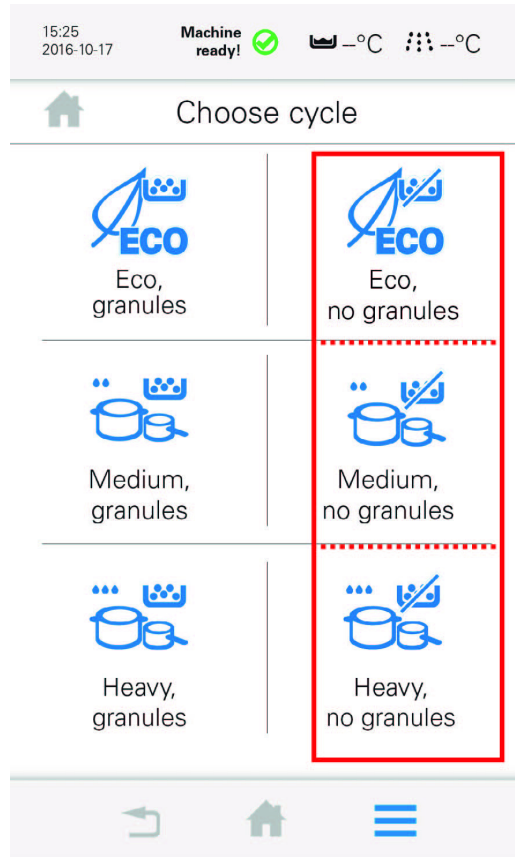 15:25
2016-10-17
Machine
ready!
--°C
--°C
Choose cycle
ECO
Eco,
granules
ECO
Eco,
no granules
Medium,
granules
Medium,
no granules
Heavy,
granules
Heavy,
no granules